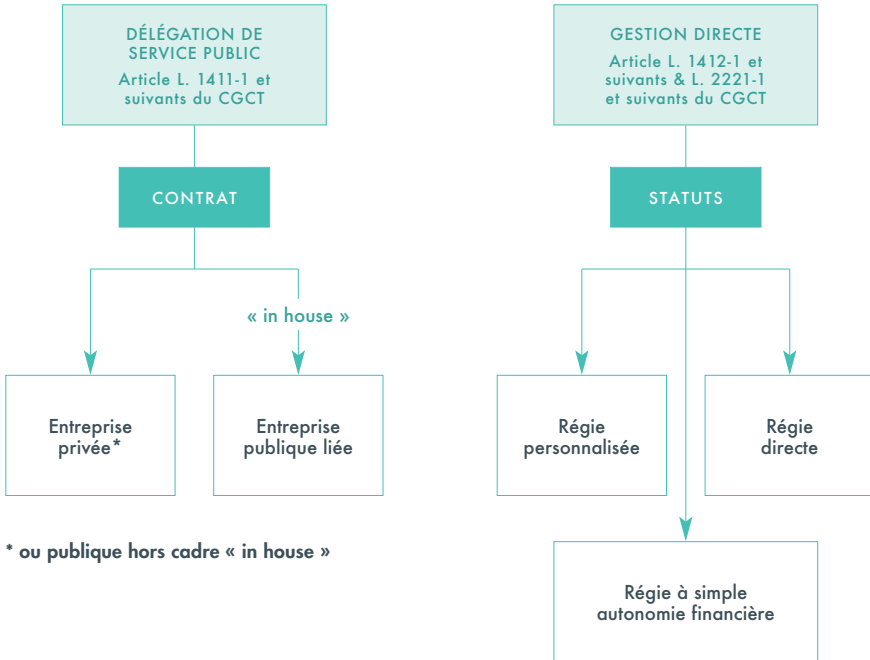 DÉLÉGATION DE
SERVICE PUBLIC
Article L. 1411-1 et
suivants du CGCT
CONTRAT
« in house »
Entreprise
privée*
Entreprise
publique liée
* ou publique hors cadre « in house »
GESTION DIRECTE
Article L. 1412-1 et
suivants & L. 2221-1
et suivants du CGCT
STATUTS
Régie
personnalisée
Régie
directe
Régie à simple
autonomie financière